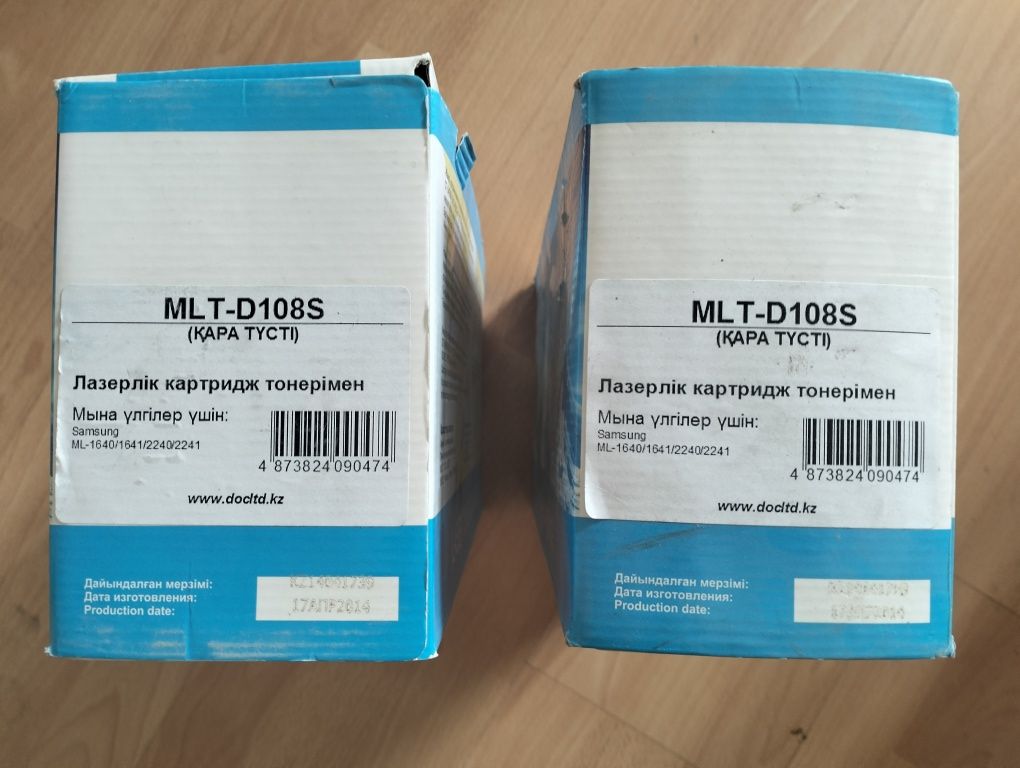 MLT-D108S
(ҚАРА ТҮСТІ)
Лазерлік картридж тонерімен
Мына үлгілер үшін:
Samsung
ML-1640/1641/2240/2241
4 873824 090474
www.docltd.kz
Дайындалған мерзімі:
Дата изготовления:
Production date:
17АПР2014
MLT-D108S
(ҚАРА ТҮСТІ)
Лазерлік картридж тонерімен
Мына үлгілер үшін:
Samsung
ML-1640/1641/2240/2241
4 873824 090474
www.docltd.kz
Дайындалған мерзімі:
Дата изготовления:
Production date:
17АПР2014